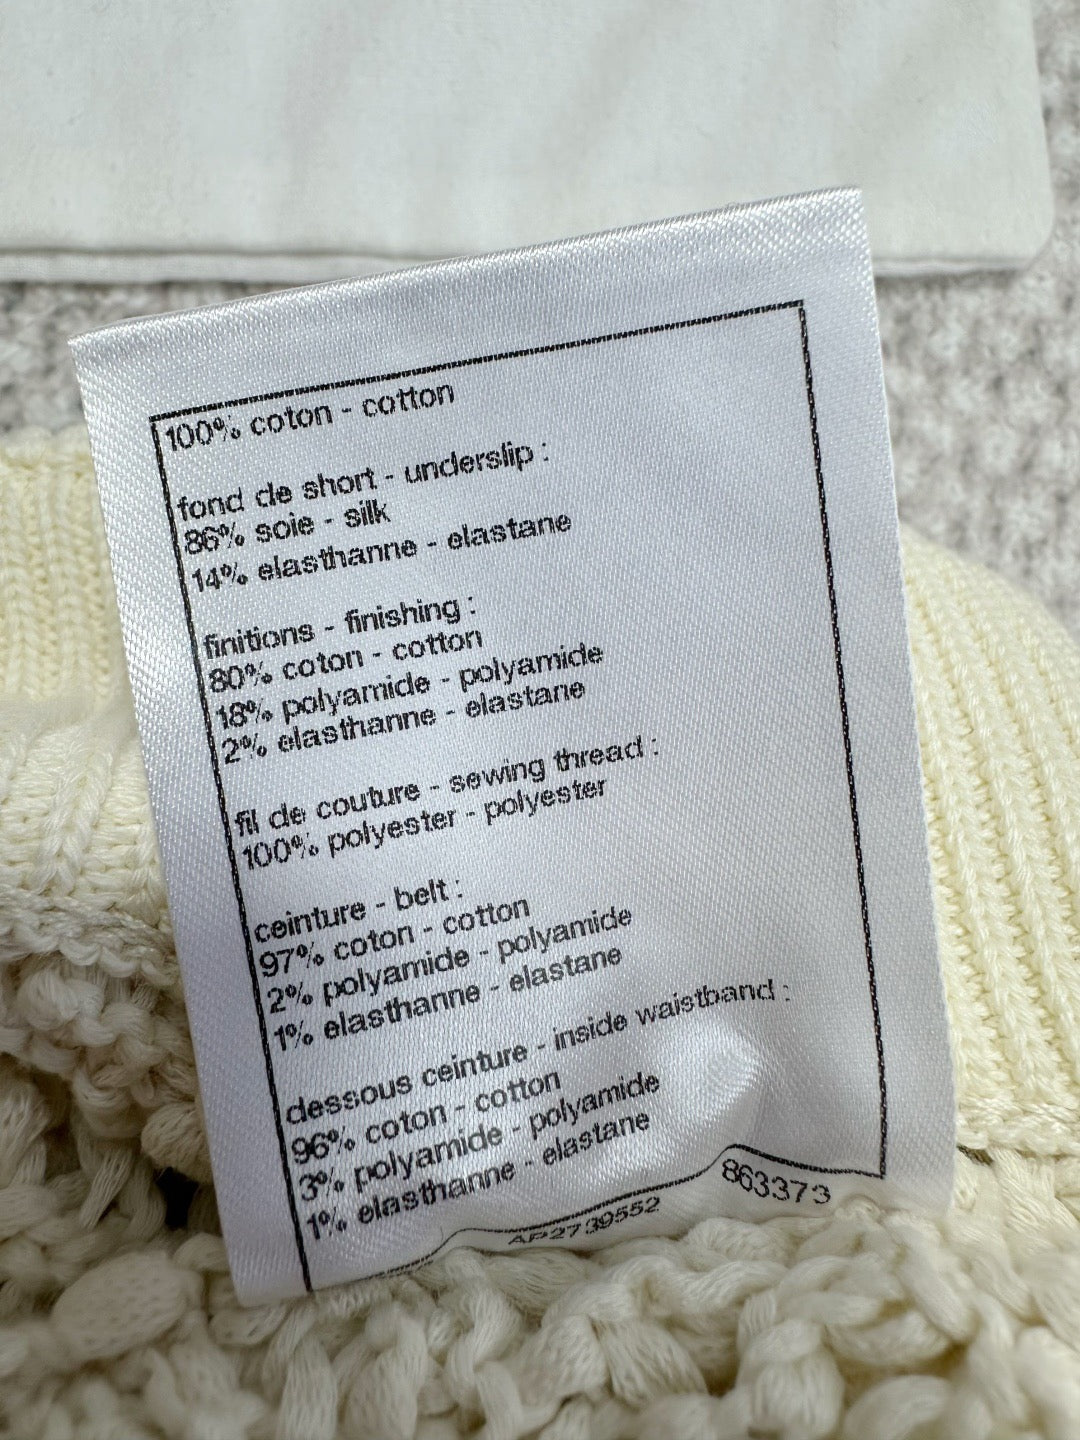 100% coton - cotton
fond de short - underslip :
86% soie - silk
14% elasthanne - elastane
finitions - finishing :
80% coton - cotton
18% polyamide - polyamide
2% elasthanne - elastane
fil de couture - sewing thread :
100% polyester - polyester
ceinture - belt :
97% coton - cotton
2% polyamide - polyamide
1% elasthanne - elastane
dessous ceinture - inside waistband :
96% coton - cotton
3% polyamide - polyamide
1% elasthanne - elastane
AP2739552
863373